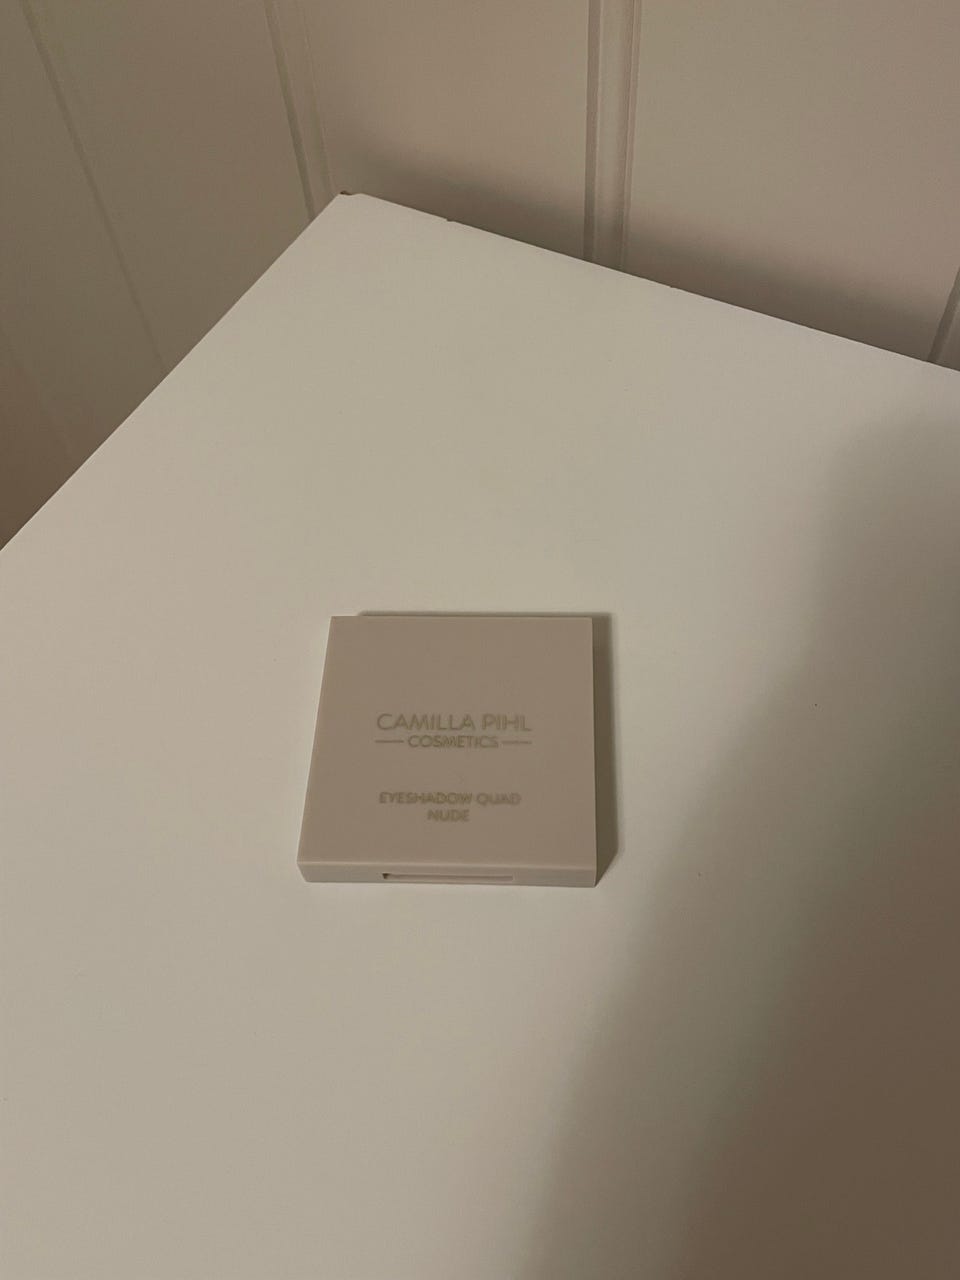 CAMILLA PIHL
COSMETICS
EYESHADOW QUAD
NUDE